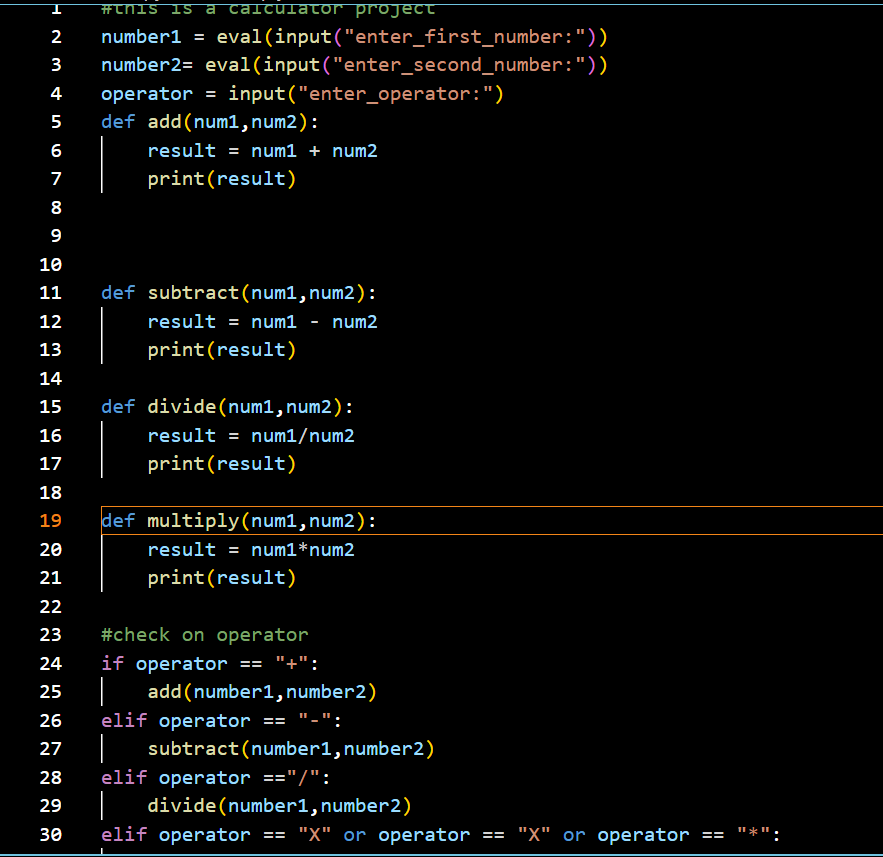 1 #this is a calculator project
2 number1 = eval(input("enter_first_number:"))
3 number2= eval(input("enter_second_number:"))
4 operator = input("enter_operator:")
5 def add(num1,num2):
6     result = num1 + num2
7     print(result)
8
9
10
11 def subtract(num1,num2):
12     result = num1 - num2
13     print(result)
14
15 def divide(num1,num2):
16     result = num1/num2
17     print(result)
18
19 def multiply(num1,num2):
20     result = num1*num2
21     print(result)
22
23 #check on operator
24 if operator == "+":
25     add(number1,number2)
26 elif operator == "-":
27     subtract(number1,number2)
28 elif operator =="/":
29     divide(number1,number2)
30 elif operator == "X" or operator == "X" or operator == "*":